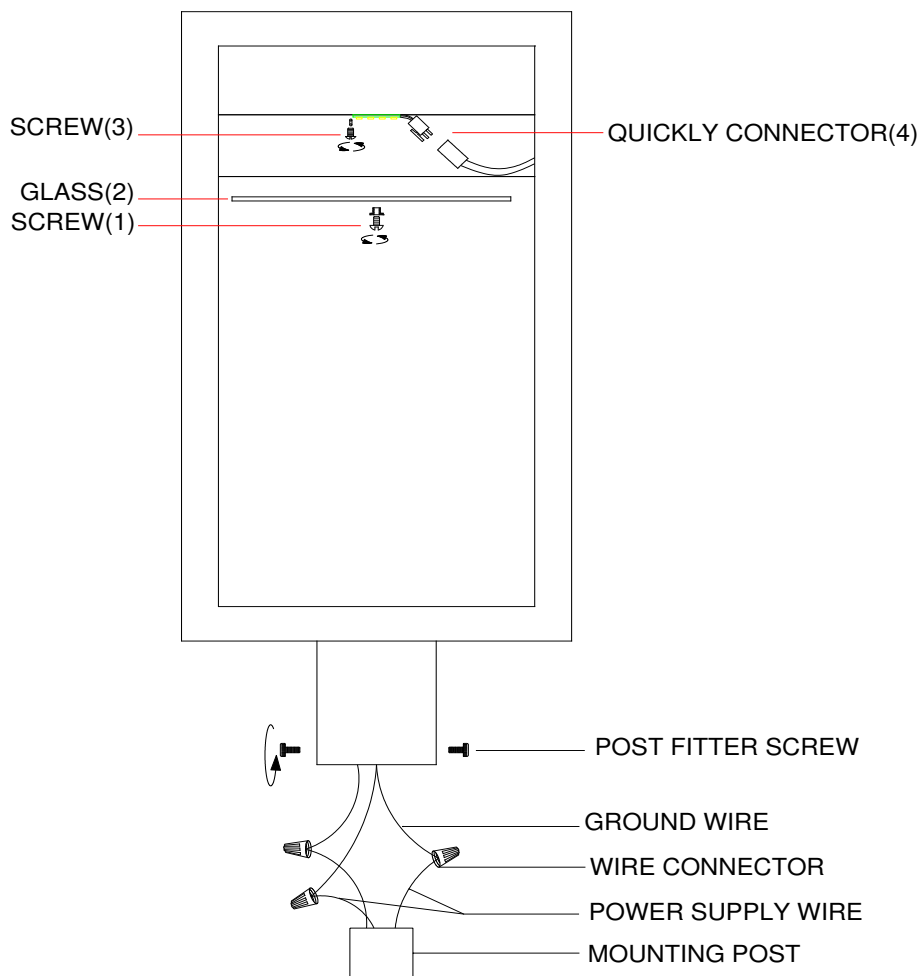 SCREW(3)
QUICKLY CONNECTOR(4)
GLASS(2)
SCREW(1)
POST FITTER SCREW
GROUND WIRE
WIRE CONNECTOR
POWER SUPPLY WIRE
MOUNTING POST